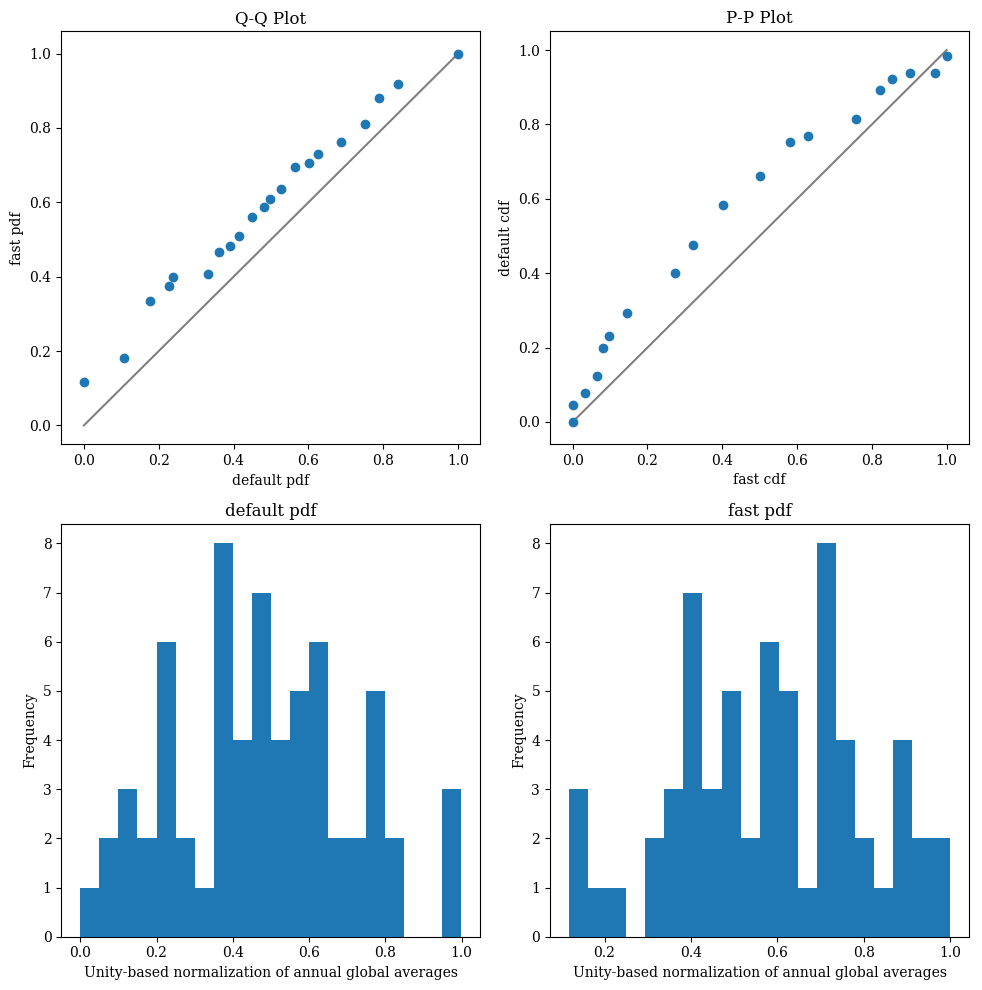 Q-Q Plot
1.0
0.8
0.6
0.4
0.2
0.0
fast pdf
0.0 0.2 0.4 0.6 0.8 1.0
default pdf
P-P Plot
1.0
0.8
0.6
0.4
0.2
0.0
default cdf
0.0 0.2 0.4 0.6 0.8 1.0
fast cdf
default pdf
8
7
6
5
4
3
2
1
0
Frequency
0.0 0.2 0.4 0.6 0.8 1.0
Unity-based normalization of annual global averages
fast pdf
8
7
6
5
4
3
2
1
0
Frequency
0.2 0.4 0.6 0.8 1.0
Unity-based normalization of annual global averages